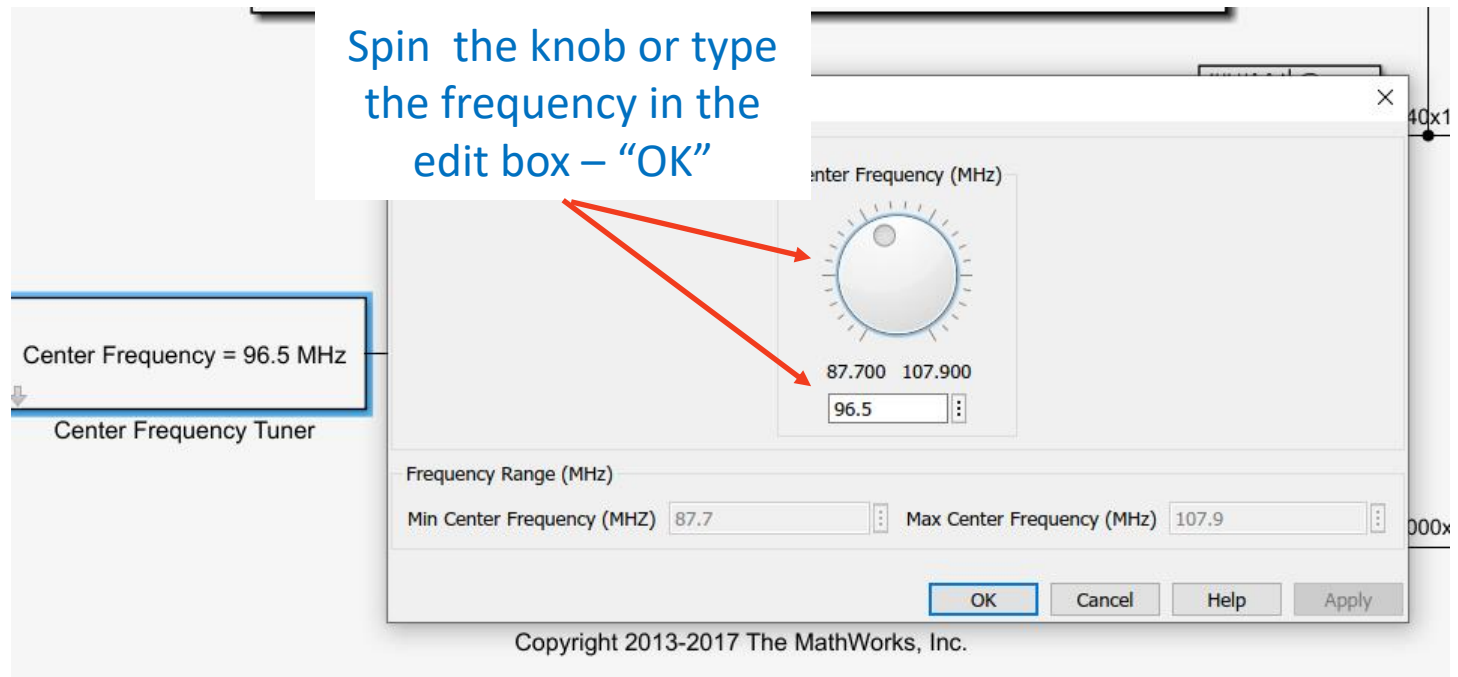 Spin the knob or type
the frequency in the
edit box – “OK”
40x1
enter Frequency (MHz)
87.700 107.900
96.5
Center Frequency = 96.5 MHz
Center Frequency Tuner
Frequency Range (MHz)
Min Center Frequency (MHZ) 87.7 Max Center Frequency (MHz) 107.9
000x
OK Cancel Help Apply
Copyright 2013-2017 The MathWorks, Inc.